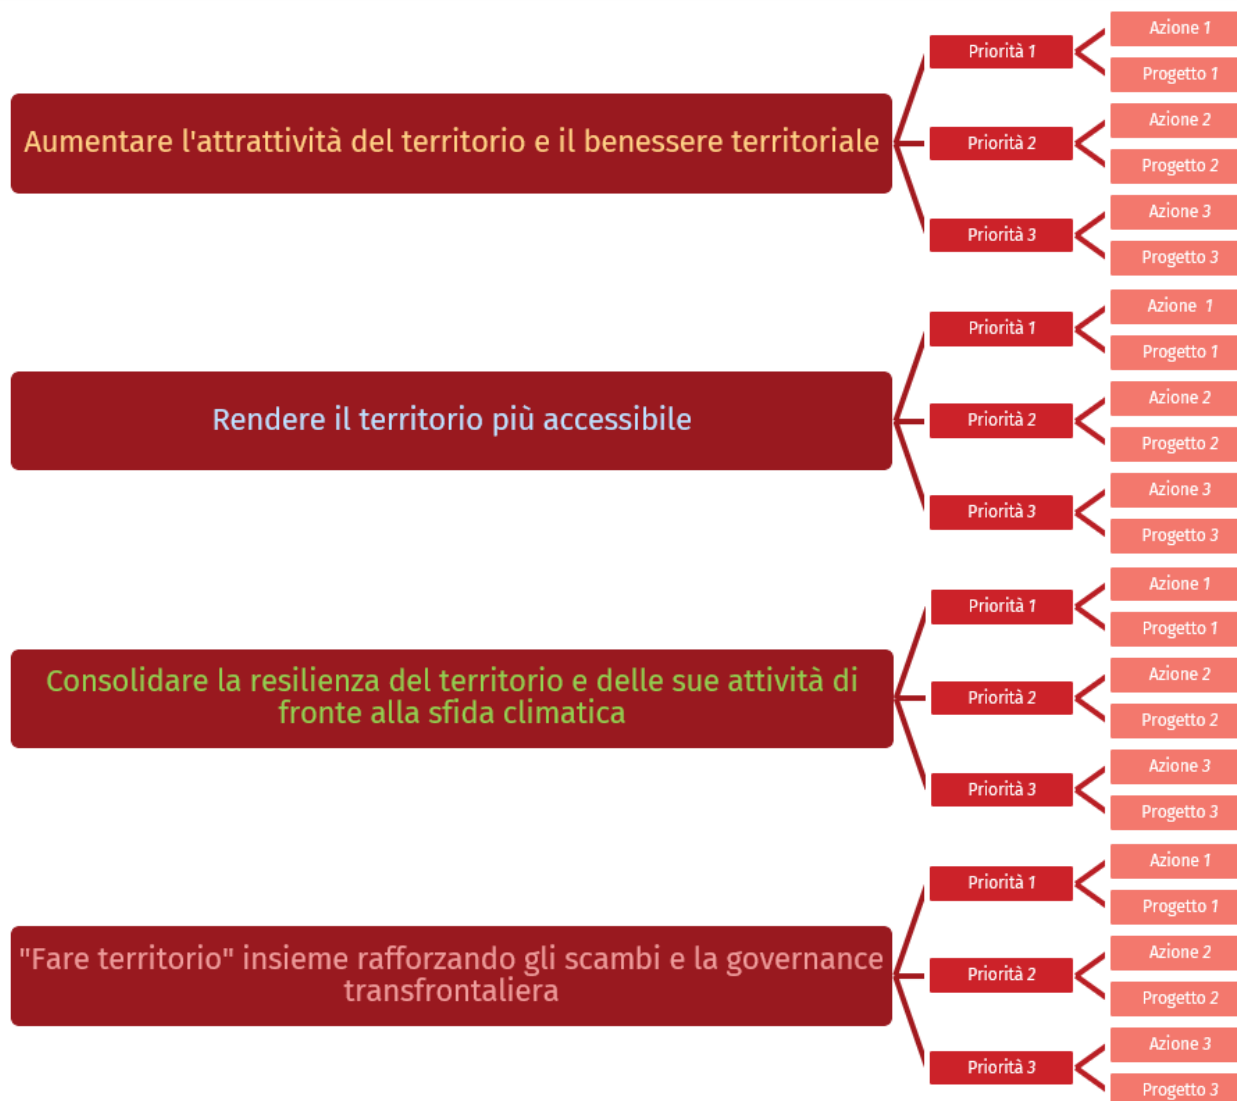 Aumentare l'attrattività del territorio e il benessere territoriale
Priorità 1
Azione 1
Progetto 1
Priorità 2
Azione 2
Progetto 2
Priorità 3
Azione 3
Progetto 3
Rendere il territorio più accessibile
Priorità 1
Azione 1
Progetto 1
Priorità 2
Azione 2
Progetto 2
Priorità 3
Azione 3
Progetto 3
Consolidare la resilienza del territorio e delle sue attività di
fronte alla sfida climatica
Priorità 1
Azione 1
Progetto 1
Priorità 2
Azione 2
Progetto 2
Priorità 3
Azione 3
Progetto 3
"Fare territorio" insieme rafforzando gli scambi e la governance
transfrontaliera
Priorità 1
Azione 1
Progetto 1
Priorità 2
Azione 2
Progetto 2
Priorità 3
Azione 3
Progetto 3